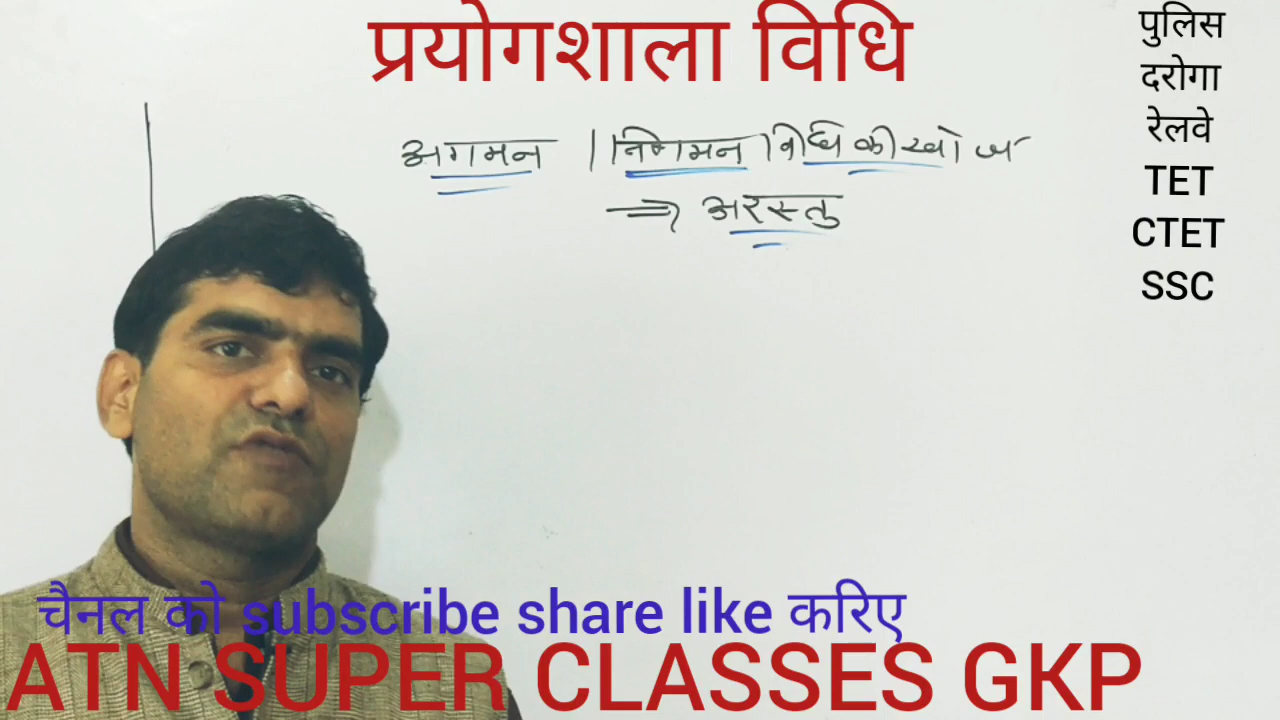 प्रयोगशाला विधि
पुलिस
दरोगा
रेलवे
TET
CTET
SSC
अगमन | निगमन विधि की खोज
⇒ अरस्तु
चैनल को subscribe share like करिए
ATN SUPER CLASSES GKP